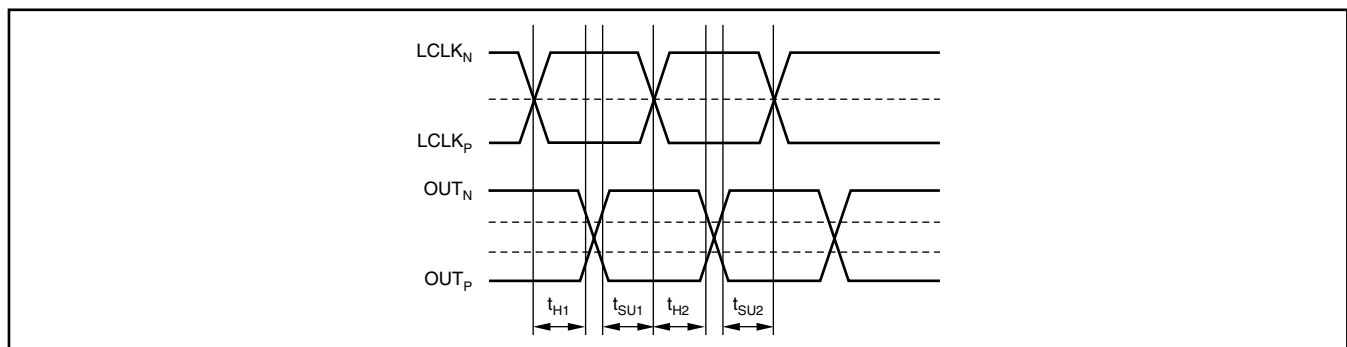 LCLKN
LCLKP
OUTN
OUTP
tH1 tSU1 tH2 tSU2